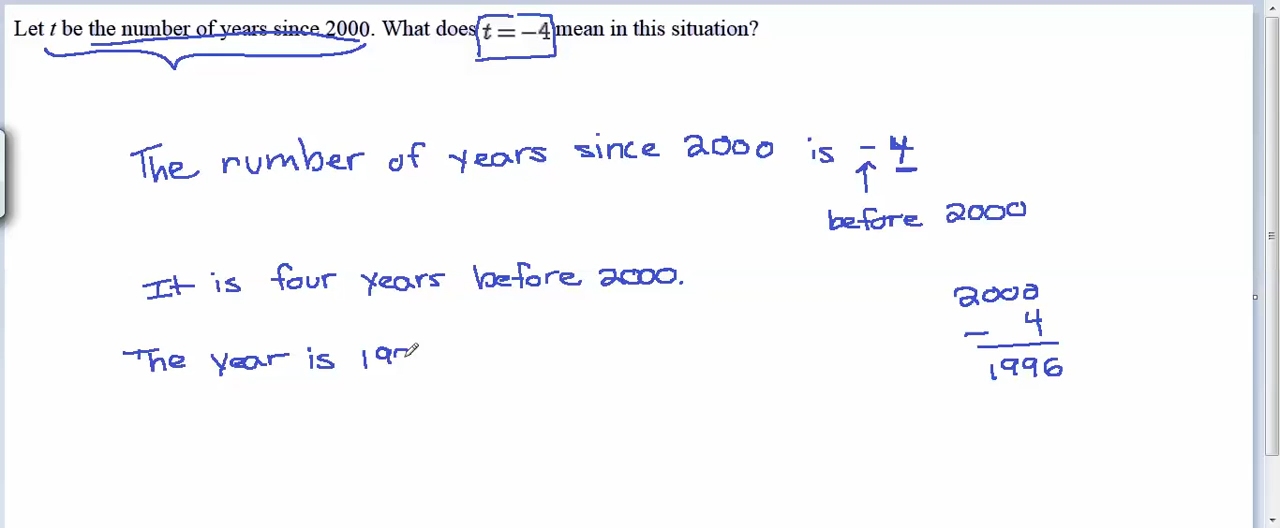 Let t be the number of years since 2000. What does t = −4 mean in this situation?
The number of years since 2000 is -4
before 2000
It is four years before 2000.
2000
- 4
1996
The year is